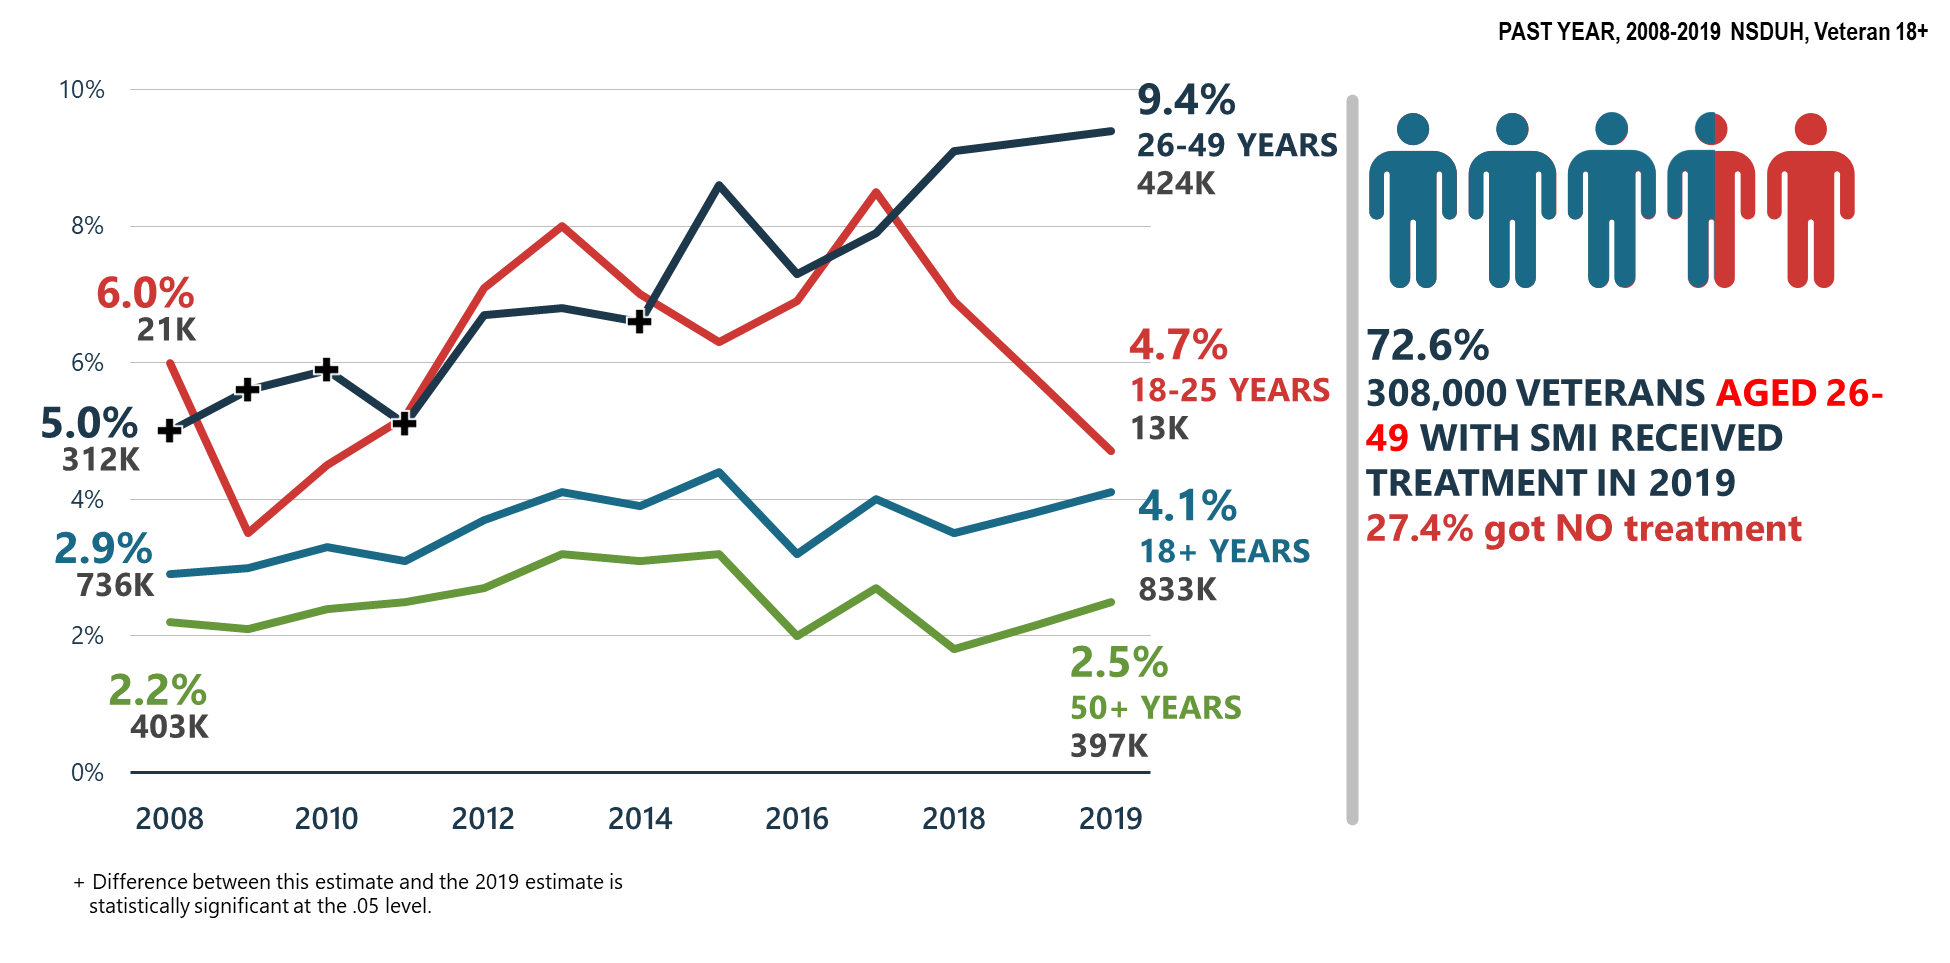 PAST YEAR, 2008-2019 NSDUH, Veteran 18+
10%
8%
6%
4%
2%
0%
6.0%
21K
5.0%
312K
2.9%
736K
2.2%
403K
9.4%
26-49 YEARS
424K
4.7%
18-25 YEARS
13K
4.1%
18+ YEARS
833K
2.5%
50+ YEARS
397K
2008 2010 2012 2014 2016 2018 2019
+ Difference between this estimate and the 2019 estimate is
statistically significant at the .05 level.
72.6%
308,000 VETERANS AGED 26-
49 WITH SMI RECEIVED
TREATMENT IN 2019
27.4% got NO treatment